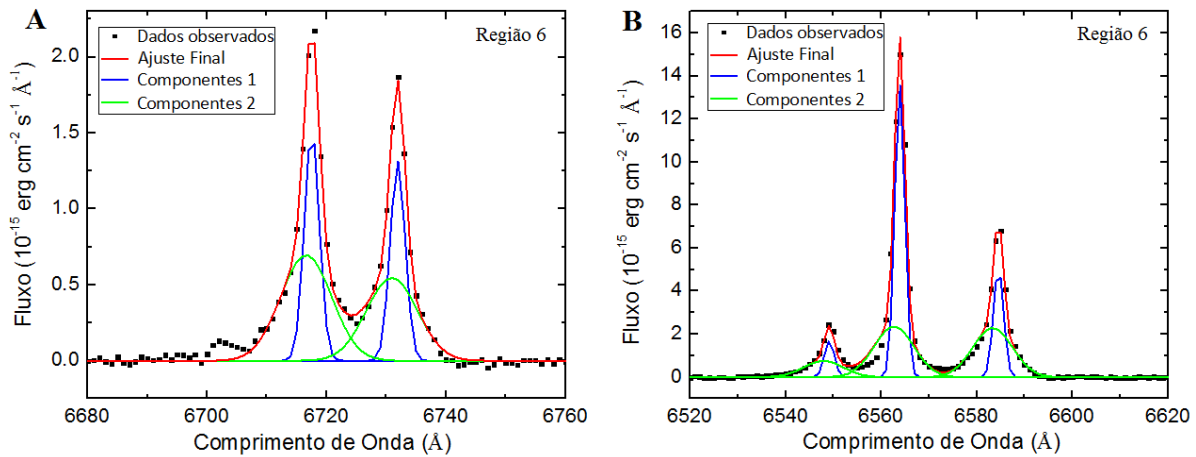 A
Dados observados
Ajuste Final
Componentes 1
Componentes 2
Região 6
2.0
1.5
1.0
0.5
0.0
Fluxo (10⁻¹⁵ erg cm⁻² s⁻¹ Å⁻¹)
6680 6700 6720 6740 6760
Comprimento de Onda (Å)
B
Dados observados
Ajuste Final
Componentes 1
Componentes 2
Região 6
16
14
12
10
8
6
4
2
0
Fluxo (10⁻¹⁵ erg cm⁻² s⁻¹ Å⁻¹)
6520 6540 6560 6580 6600 6620
Comprimento de Onda (Å)